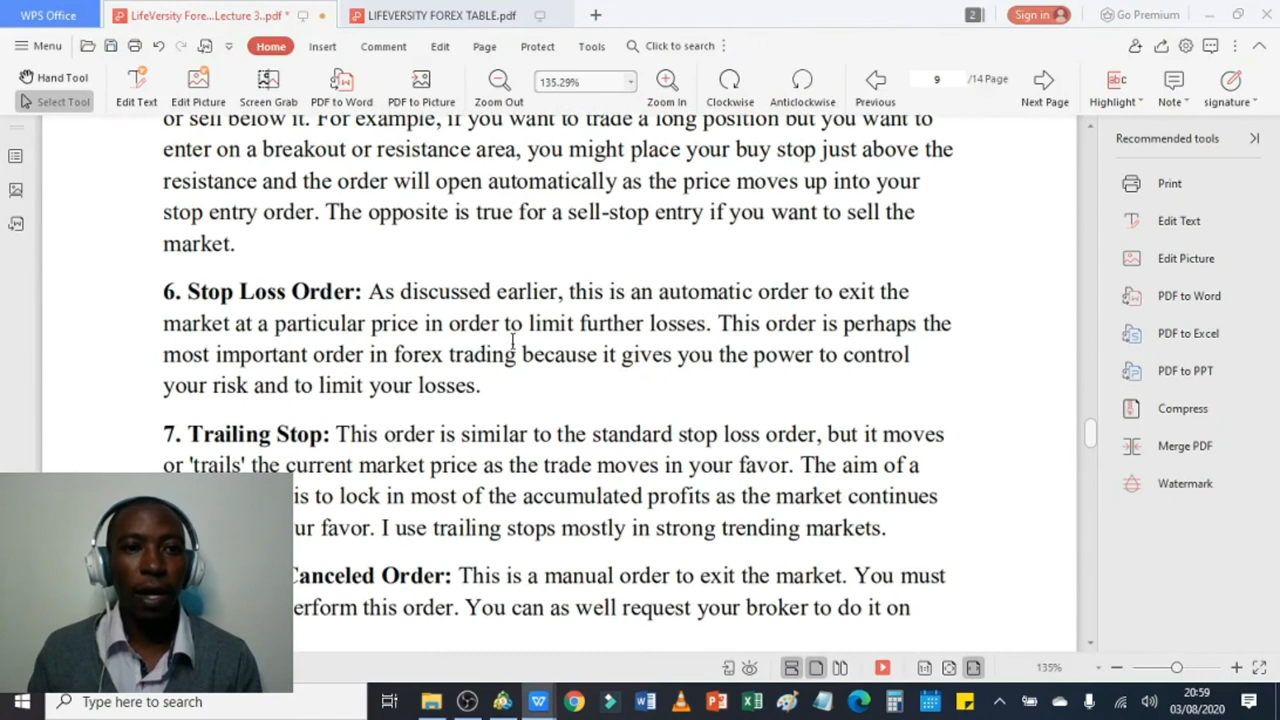 WPS Office
LifeVersity Fore...Lecture 3..pdf *
LIFEVERSITY FOREX TABLE.pdf
2
Sign in
Go Premium
Menu
Home
Insert
Comment
Edit
Page
Protect
Tools
Click to search
Hand Tool
Select Tool
Edit Text
Edit Picture
Screen Grab
PDF to Word
PDF to Picture
Zoom Out
135.29%
Zoom In
Clockwise
Anticlockwise
Previous
9
/14 Page
Next Page
Highlight
Note
signature
or sell below it. For example, if you want to trade a long position but you want to
enter on a breakout or resistance area, you might place your buy stop just above the
resistance and the order will open automatically as the price moves up into your
stop entry order. The opposite is true for a sell-stop entry if you want to sell the
market.
6. Stop Loss Order: As discussed earlier, this is an automatic order to exit the
market at a particular price in order to limit further losses. This order is perhaps the
most important order in forex trading because it gives you the power to control
your risk and to limit your losses.
7. Trailing Stop: This order is similar to the standard stop loss order, but it moves
or 'trails' the current market price as the trade moves in your favor. The aim of a
is to lock in most of the accumulated profits as the market continues
ur favor. I use trailing stops mostly in strong trending markets.
Canceled Order: This is a manual order to exit the market. You must
erform this order. You can as well request your broker to do it on
Recommended tools
Print
Edit Text
Edit Picture
PDF to Word
PDF to Excel
PDF to PPT
Compress
Merge PDF
Watermark
135%
Type here to search
20:59
03/08/2020